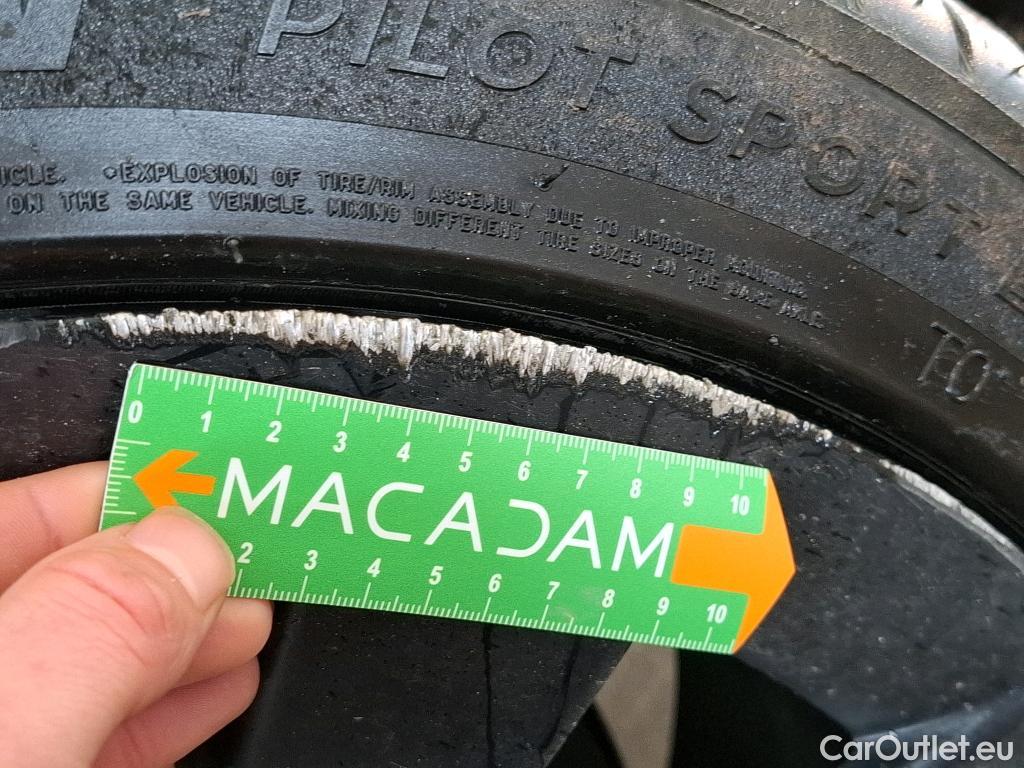 PILOT SPORT
ICLE. •EXPLOSION OF TIRE/RIM ASSEMBLY DUE TO IMPROPER MOUNTING.
ON THE SAME VEHICLE. MIXING DIFFERENT TIRE SIZES ON THE SAME AXLE
TO
0 1 2 3 4 5 6 7 8 9 10
MACADAM
2 3 4 5 6 7 8 9 10
CarOutlet.eu